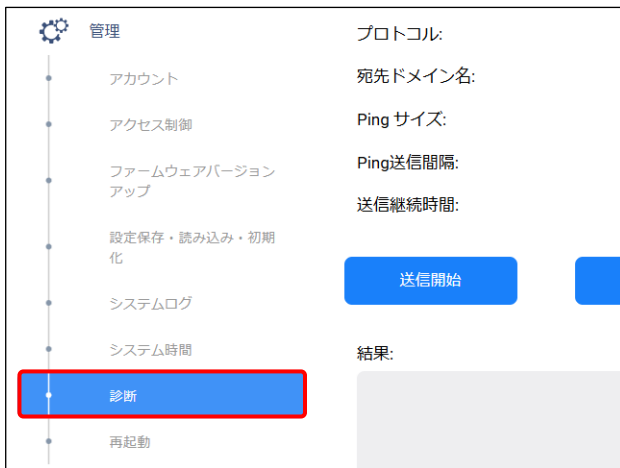 管理
アカウント
アクセス制御
ファームウェアバージョン
アップ
設定保存・読み込み・初期
化
システムログ
システム時間
診断
再起動
プロトコル:
宛先ドメイン名:
Ping サイズ:
Ping送信間隔:
送信継続時間:
送信開始
結果: